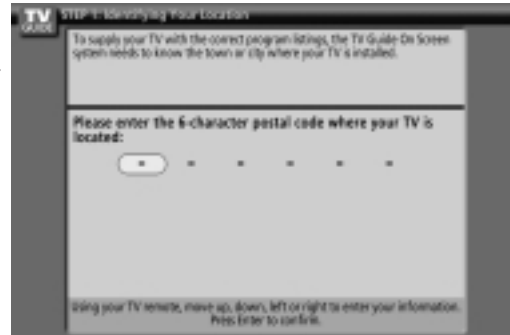 TV
GUIDE
STEP 1: Identifying Your Location
To supply your TV with the correct program listings, the TV Guide On Screen
system needs to know the town or city where your TV is installed.
Please enter the 6-character postal code where your TV is
located:
- - - - - -
Using your TV remote, move up, down, left or right to enter your information.
Press Enter to confirm.